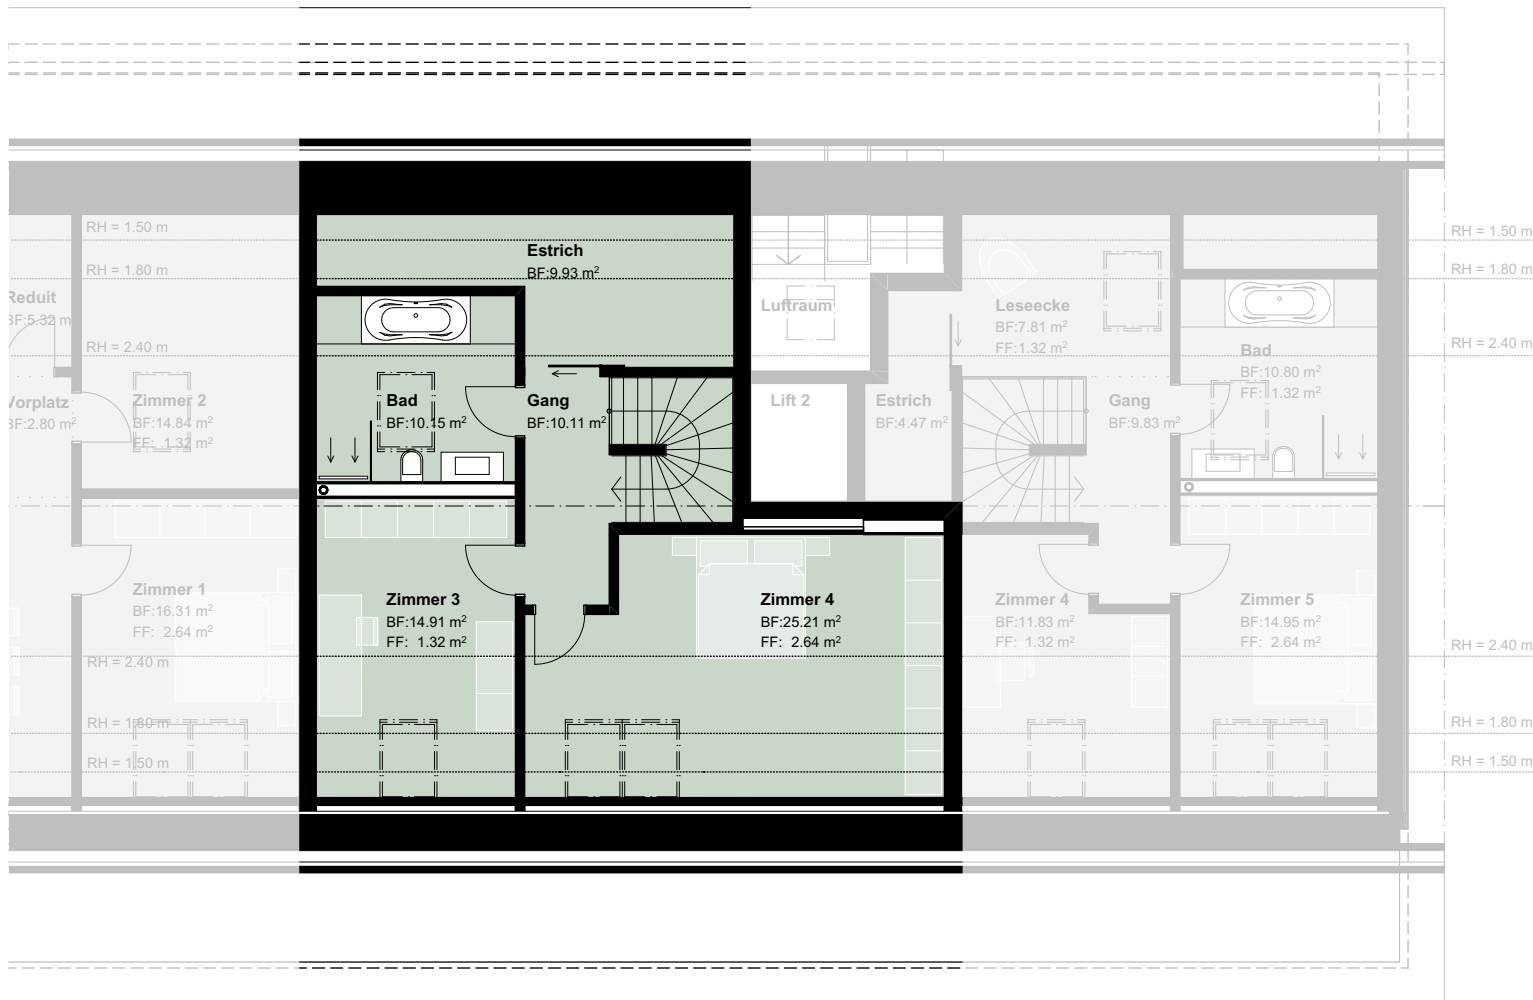 RH = 1.50 m
RH = 1.80 m
RH = 2.40 m
Reduit
BF:5.32 m
Vorplatz
BF:2.80 m²
Zimmer 2
BF:14.84 m²
FF: 1.32 m²
Zimmer 1
BF:16.31 m²
FF: 2.64 m²
RH = 2.40 m
RH = 1.80 m
RH = 1.50 m
Estrich
BF:9.93 m²
Bad
BF:10.15 m²
Gang
BF:10.11 m²
Zimmer 3
BF:14.91 m²
FF: 1.32 m²
Zimmer 4
BF:25.21 m²
FF: 2.64 m²
Luftraum
Lift 2
Estrich
BF:4.47 m²
Leseecke
BF:7.81 m²
FF:1.32 m²
Gang
BF:9.83 m²
Bad
BF:10.80 m²
FF: 1.32 m²
Zimmer 4
BF:11.83 m²
FF: 1.32 m²
Zimmer 5
BF:14.95 m²
FF: 2.64 m²
RH = 1.50 m
RH = 1.80 m
RH = 2.40 m
RH = 2.40 m
RH = 1.80 m
RH = 1.50 m